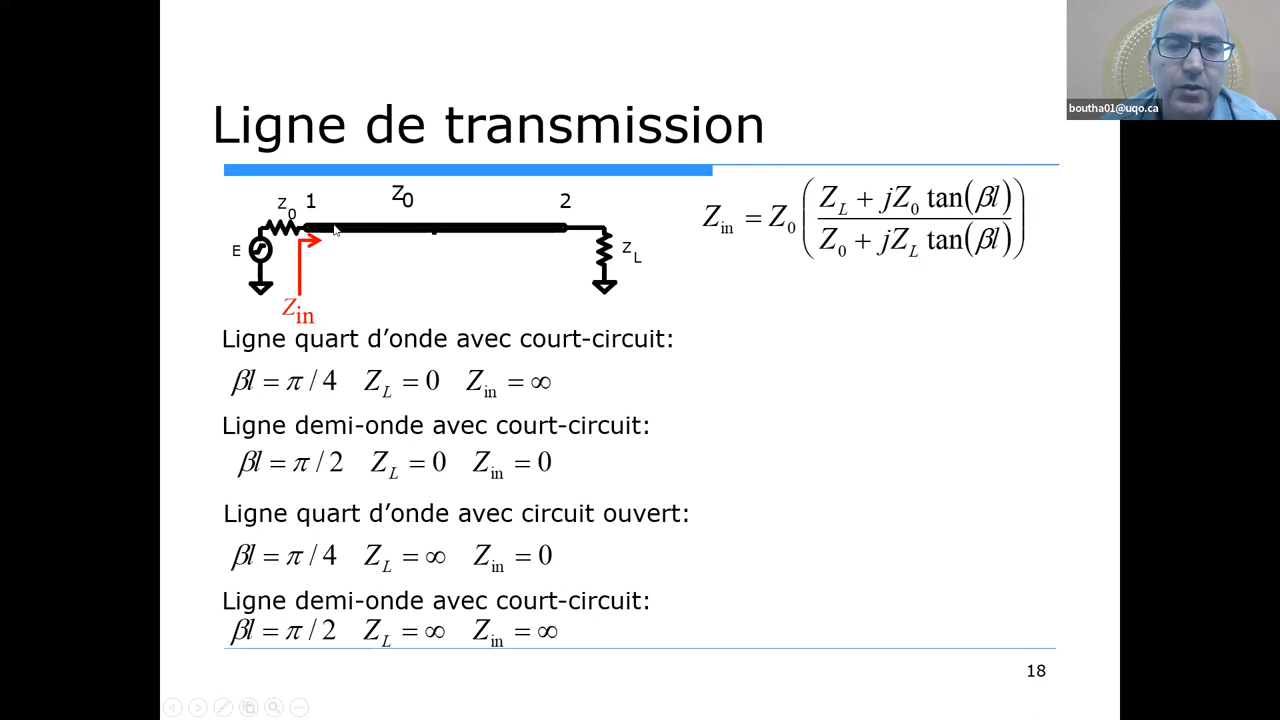 Ligne de transmission
boutha01@uqo.ca
Z0 1 Z0 2
E ZL
Zin
Zin = Z0 ( (ZL + jZ0 tan(βl)) / (Z0 + jZL tan(βl)) )
Ligne quart d’onde avec court-circuit:
βl = π / 4 ZL = 0 Zin = ∞
Ligne demi-onde avec court-circuit:
βl = π / 2 ZL = 0 Zin = 0
Ligne quart d’onde avec circuit ouvert:
βl = π / 4 ZL = ∞ Zin = 0
Ligne demi-onde avec court-circuit:
βl = π / 2 ZL = ∞ Zin = ∞
18